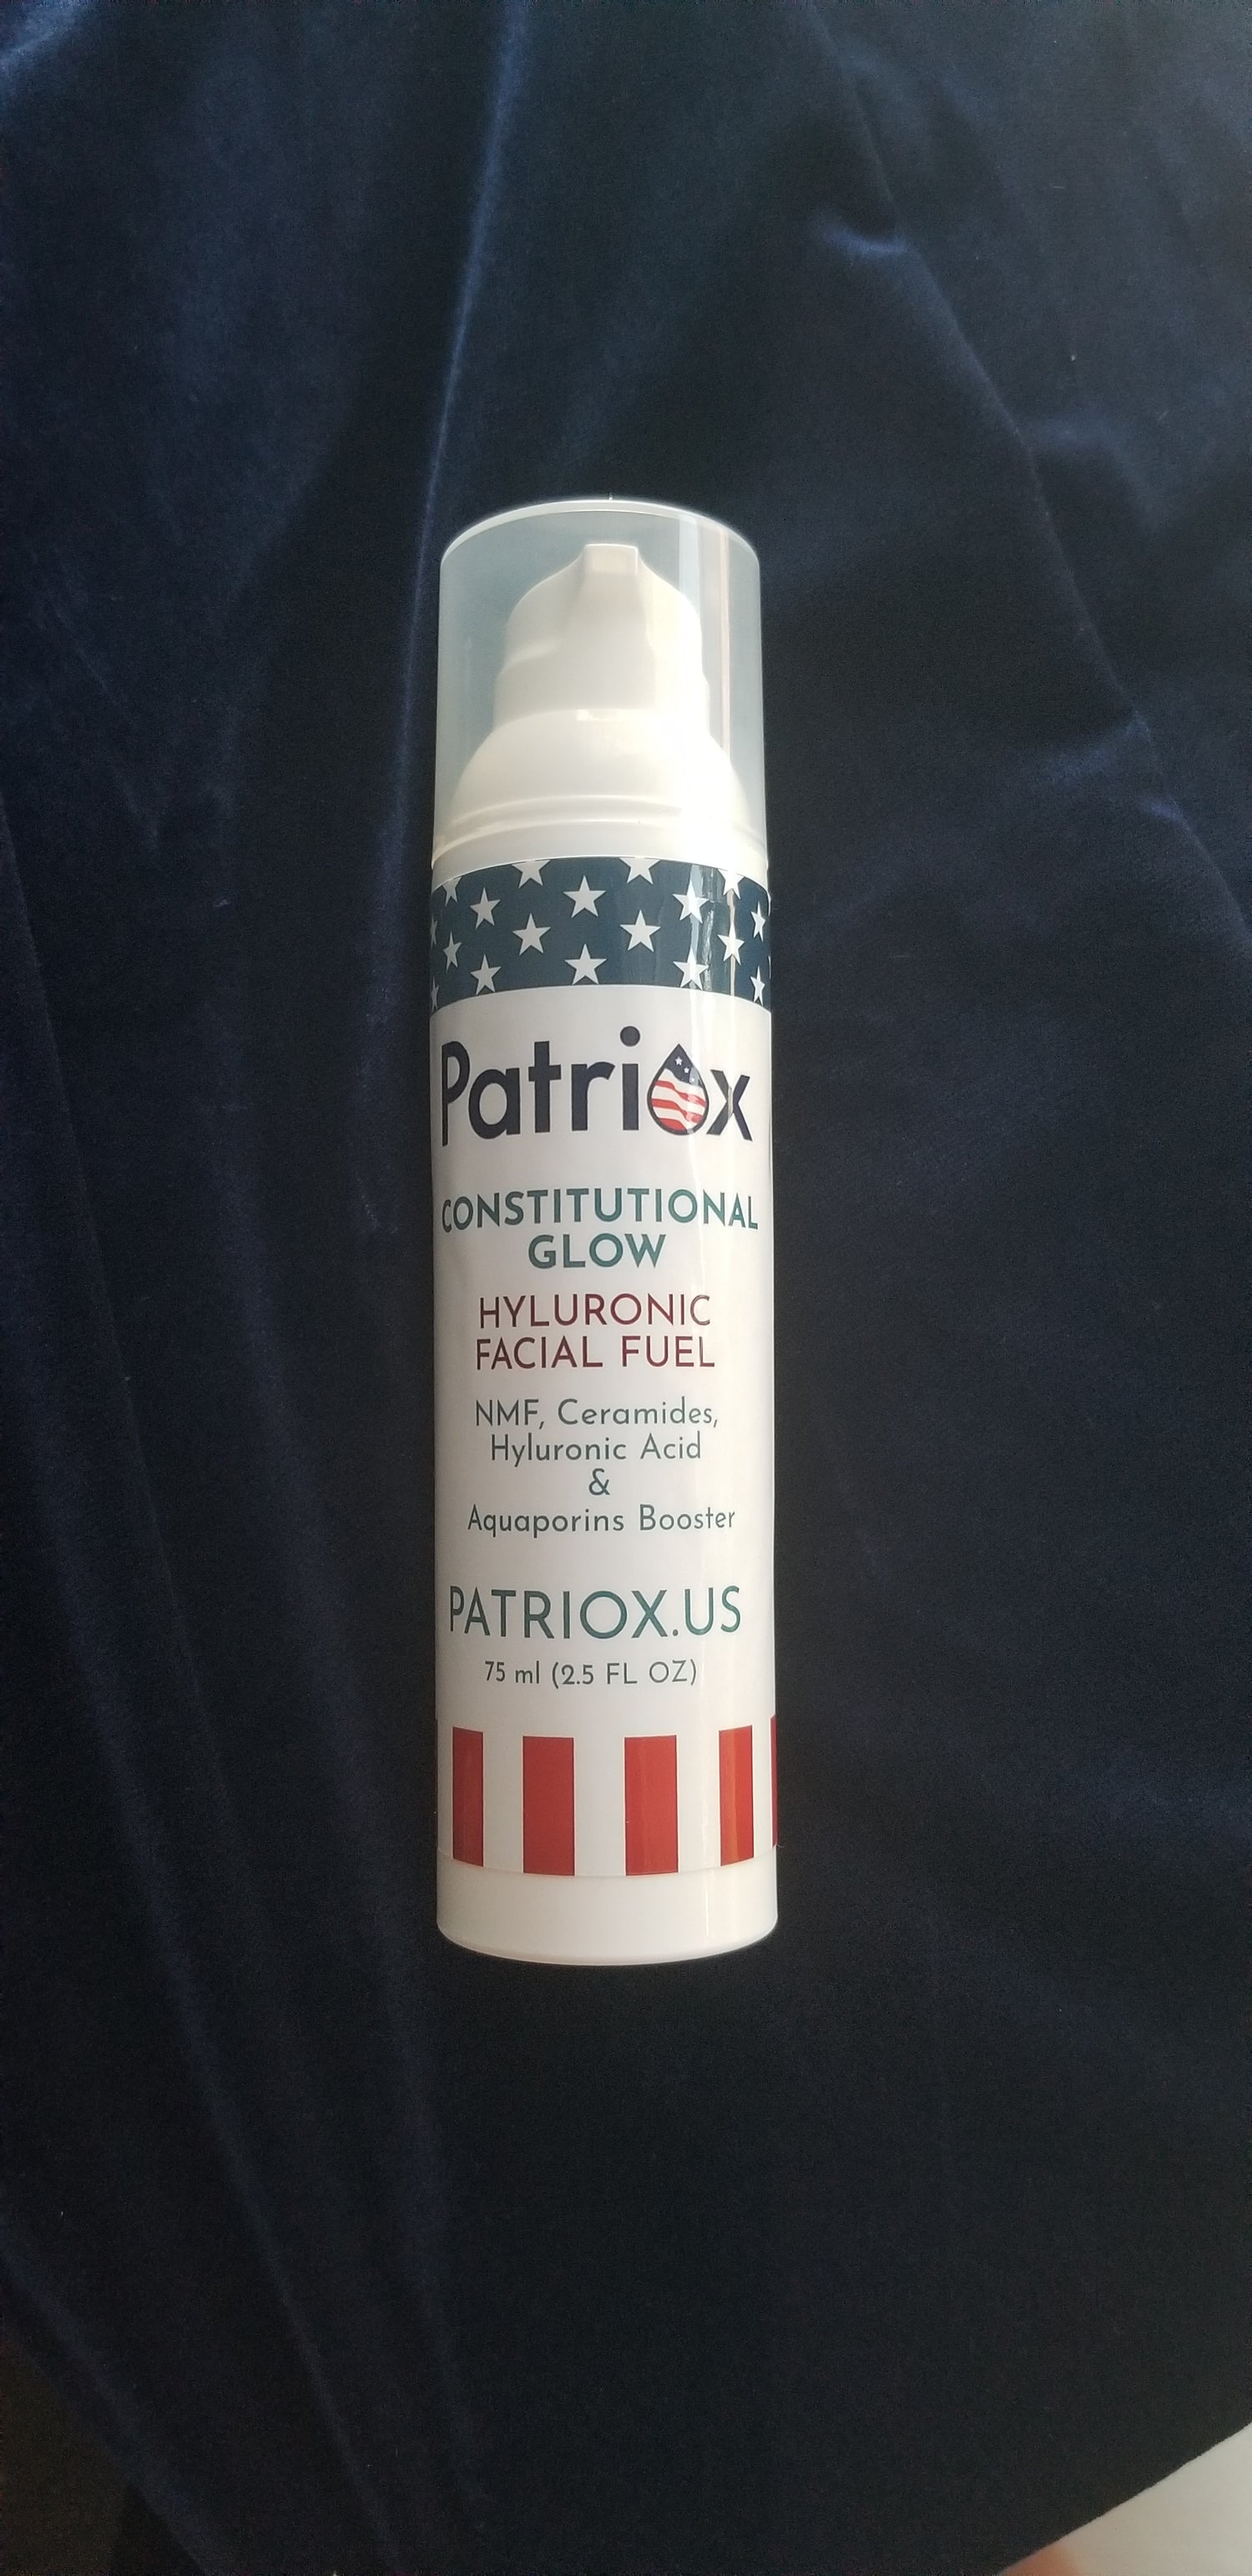 Patriox
CONSTITUTIONAL
GLOW
HYLURONIC
FACIAL FUEL
NMF, Ceramides,
Hyluronic Acid
&
Aquaporins Booster
PATRIOX.US
75 ml (2.5 FL OZ)